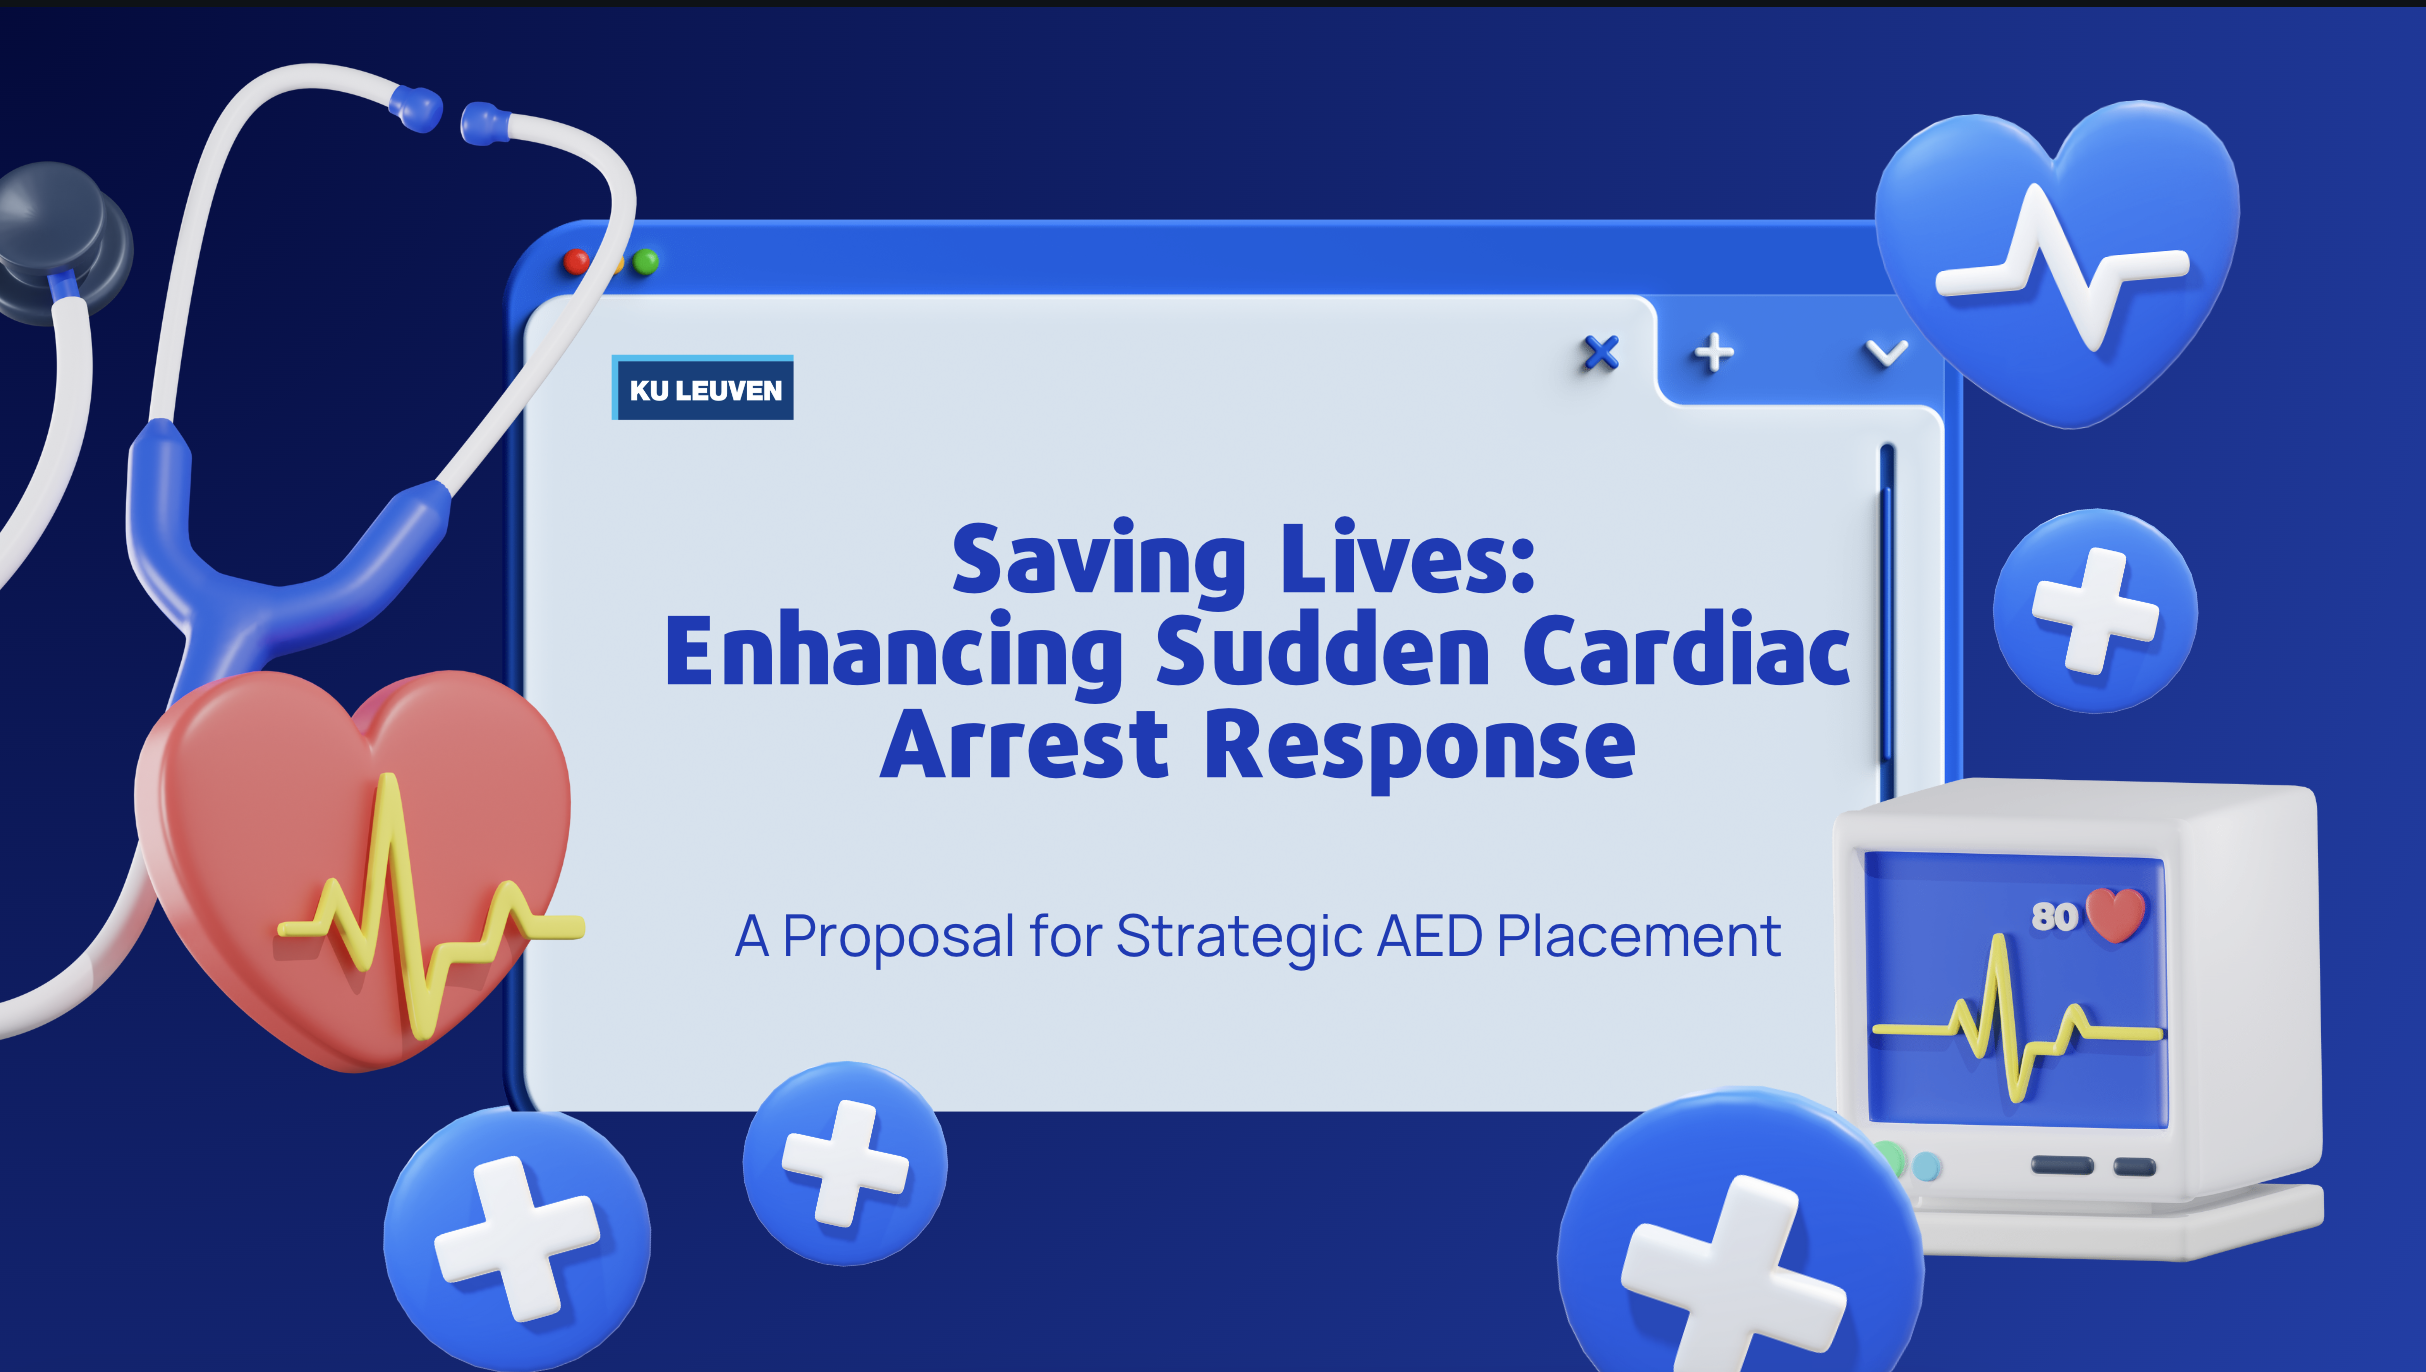 KU LEUVEN
Saving Lives:
Enhancing Sudden Cardiac
Arrest Response
A Proposal for Strategic AED Placement
80